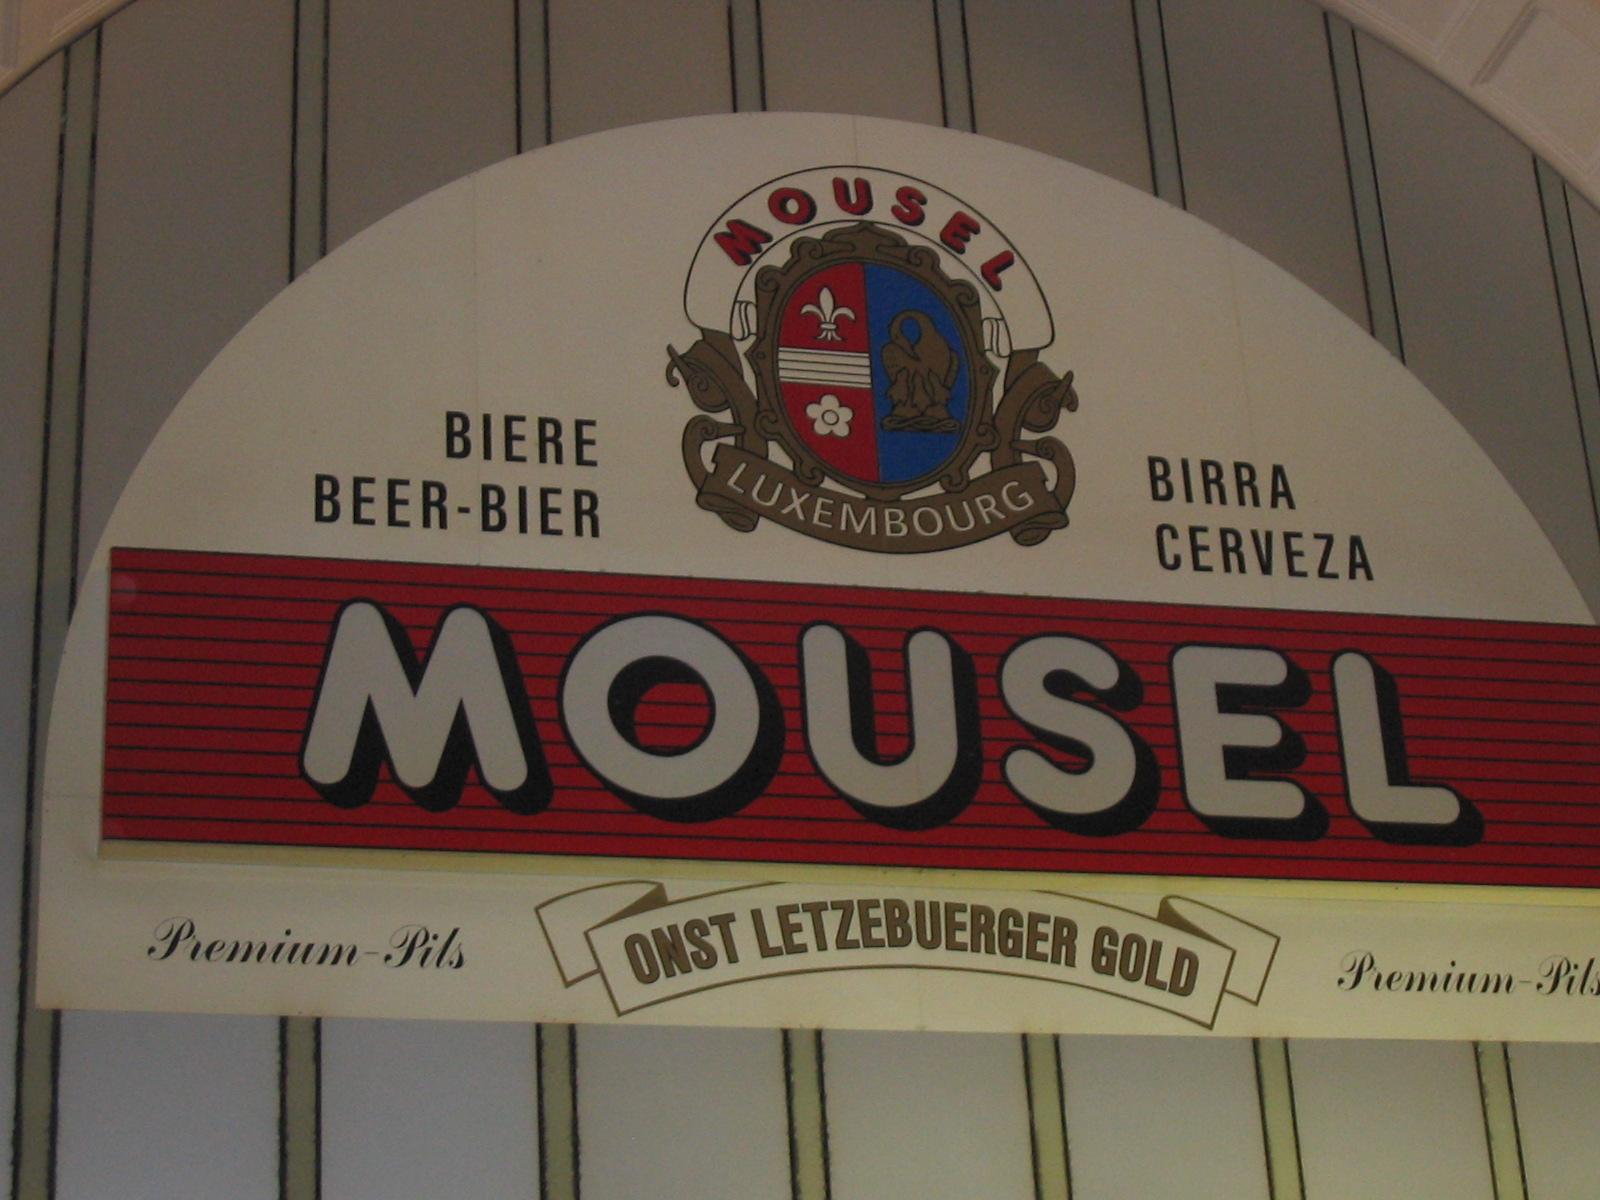 MOUSEL
LUXEMBOURG
BIERE
BEER-BIER
BIRRA
CERVEZA
MOUSEL
Premium-Pils
ONST LETZEBUERGER GOLD
Premium-Pils